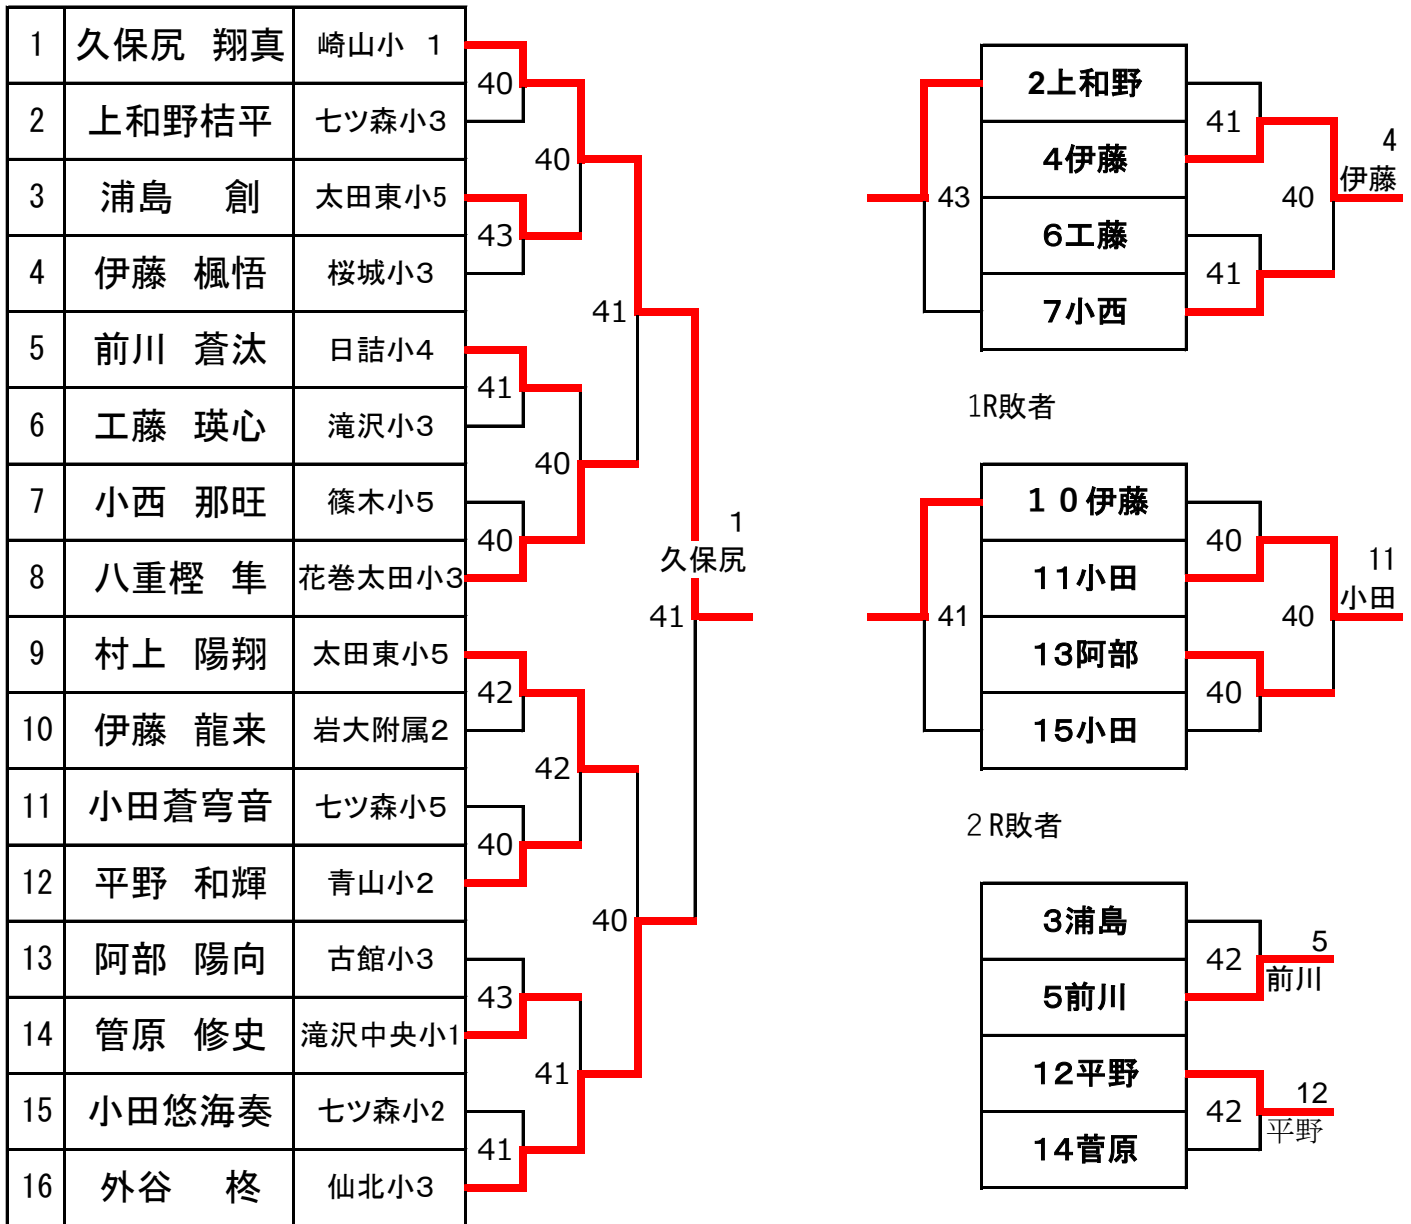 1 久保尻 翔真 崎山小 1
2 上和野桔平 七ツ森小3
3 浦島 創 太田東小5
4 伊藤 楓悟 桜城小3
5 前川 蒼汰 日詰小4
6 工藤 瑛心 滝沢小3
7 小西 那旺 篠木小5
8 八重樫 隼 花巻太田小3
9 村上 陽翔 太田東小5
10 伊藤 龍来 岩大附属2
11 小田蒼穹音 七ツ森小5
12 平野 和輝 青山小2
13 阿部 陽向 古館小3
14 管原 修史 滝沢中央小1
15 小田悠海奏 七ツ森小2
16 外谷 柊 仙北小3
40
43
41
40
42
40
43
41
40
40
42
41
41
40
1
久保尻
41
2上和野
4伊藤
6工藤
7小西
43
41
41
40
4
伊藤
1R敗者
10伊藤
11小田
13阿部
15小田
41
40
40
40
11
小田
2R敗者
3浦島
5前川
12平野
14菅原
42
42
5
前川
12
平野